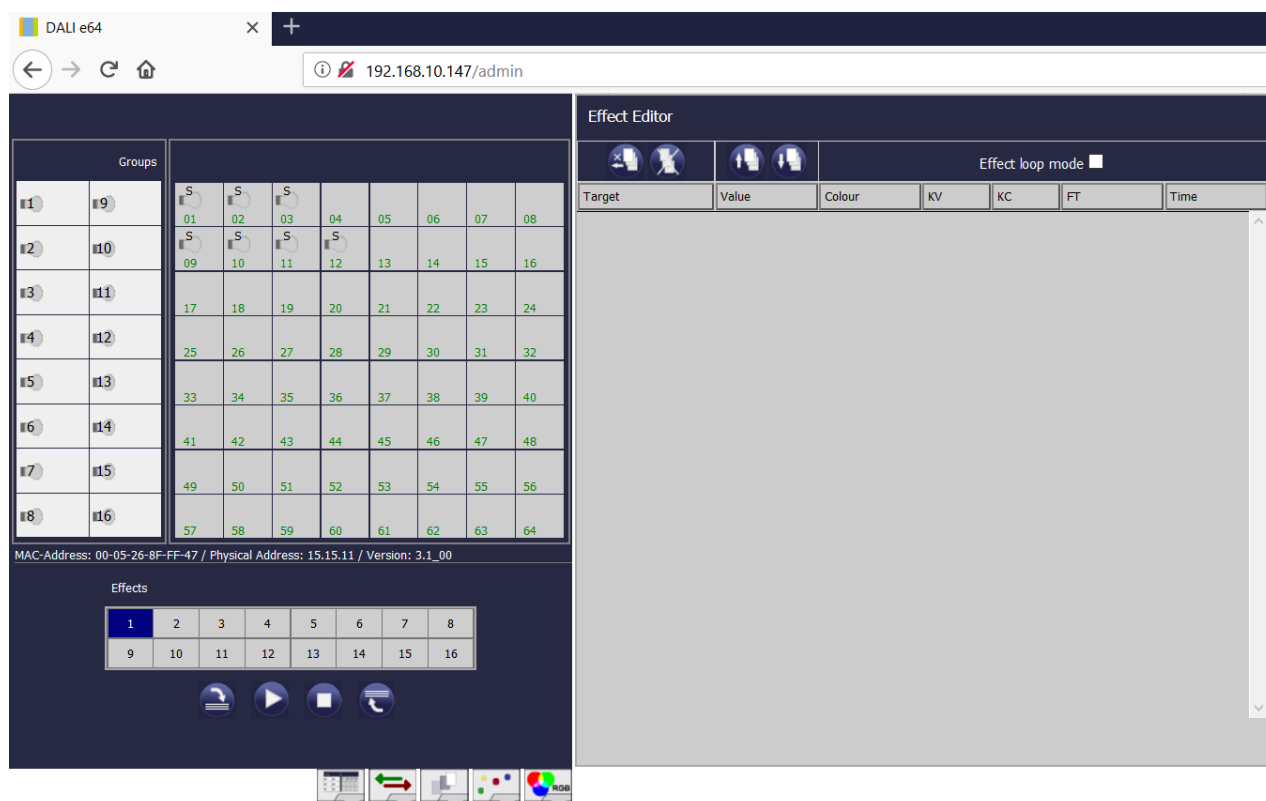 DALI e64
192.168.10.147/admin
Effect Editor
Groups
Effect loop mode
Target Value Colour KV KC FT Time
1 9
S S S
01 02 03 04 05 06 07 08
2 10
S S S S
09 10 11 12 13 14 15 16
3 11
17 18 19 20 21 22 23 24
4 12
25 26 27 28 29 30 31 32
5 13
33 34 35 36 37 38 39 40
6 14
41 42 43 44 45 46 47 48
7 15
49 50 51 52 53 54 55 56
8 16
57 58 59 60 61 62 63 64
MAC-Address: 00-05-26-8F-FF-47 / Physical Address: 15.15.11 / Version: 3.1_00
Effects
1 2 3 4 5 6 7 8
9 10 11 12 13 14 15 16
RGB